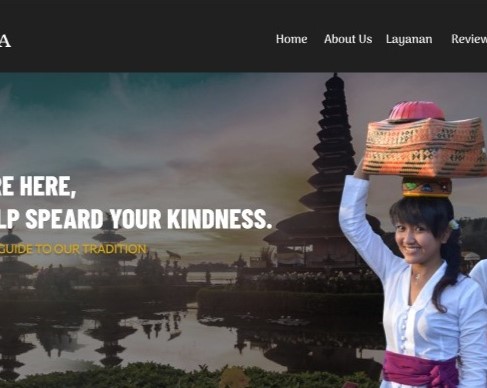 A
Home About Us Layanan Review
RE HERE,
LP SPEARD YOUR KINDNESS.
GUIDE TO OUR TRADITION